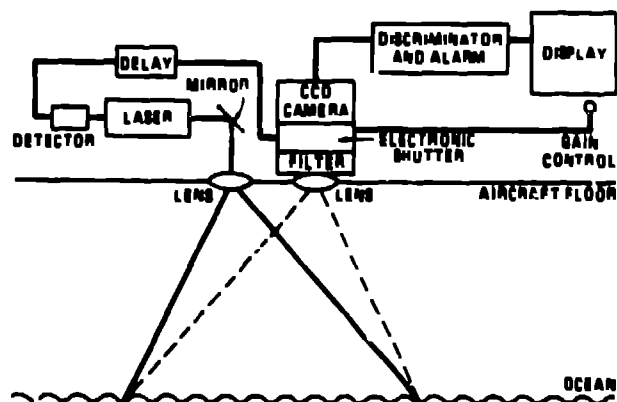 DISCRIMINATOR
AND ALARM
DISPLAY
DELAY
MIRROR
CCD
CAMERA
LASER
DETECTOR
ELECTRONIC
SHUTTER
GAIN
CONTROL
FILTER
LENS
LENS
AIRCRAFT FLOOR
OCEAN